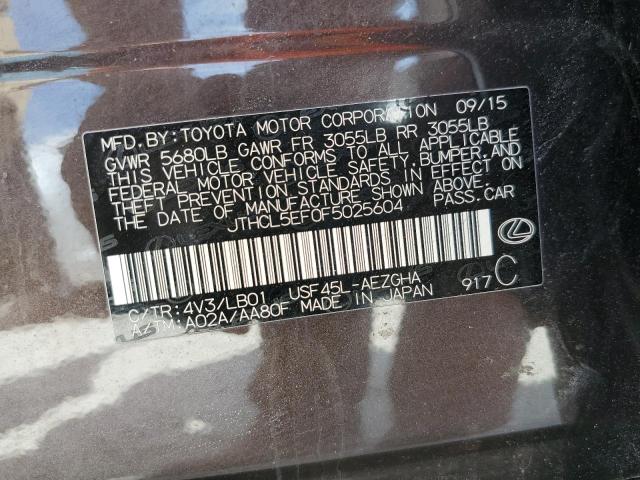 MFD. BY: TOYOTA MOTOR CORPORATION 09/15
GVWR 5680LB GAWR FR 3055LB RR 3055LB
THIS VEHICLE CONFORMS TO ALL APPLICABLE
FEDERAL MOTOR VEHICLE SAFETY, BUMPER, AND
THEFT PREVENTION STANDARDS IN EFFECT ON
THE DATE OF MANUFACTURE SHOWN ABOVE.
JTHCL5EF0F5025604 PASS. CAR
C/TR: 4V3/LB01 USF45L-AEZGHA
A/TM: A02A/AA80F MADE IN JAPAN 917 C